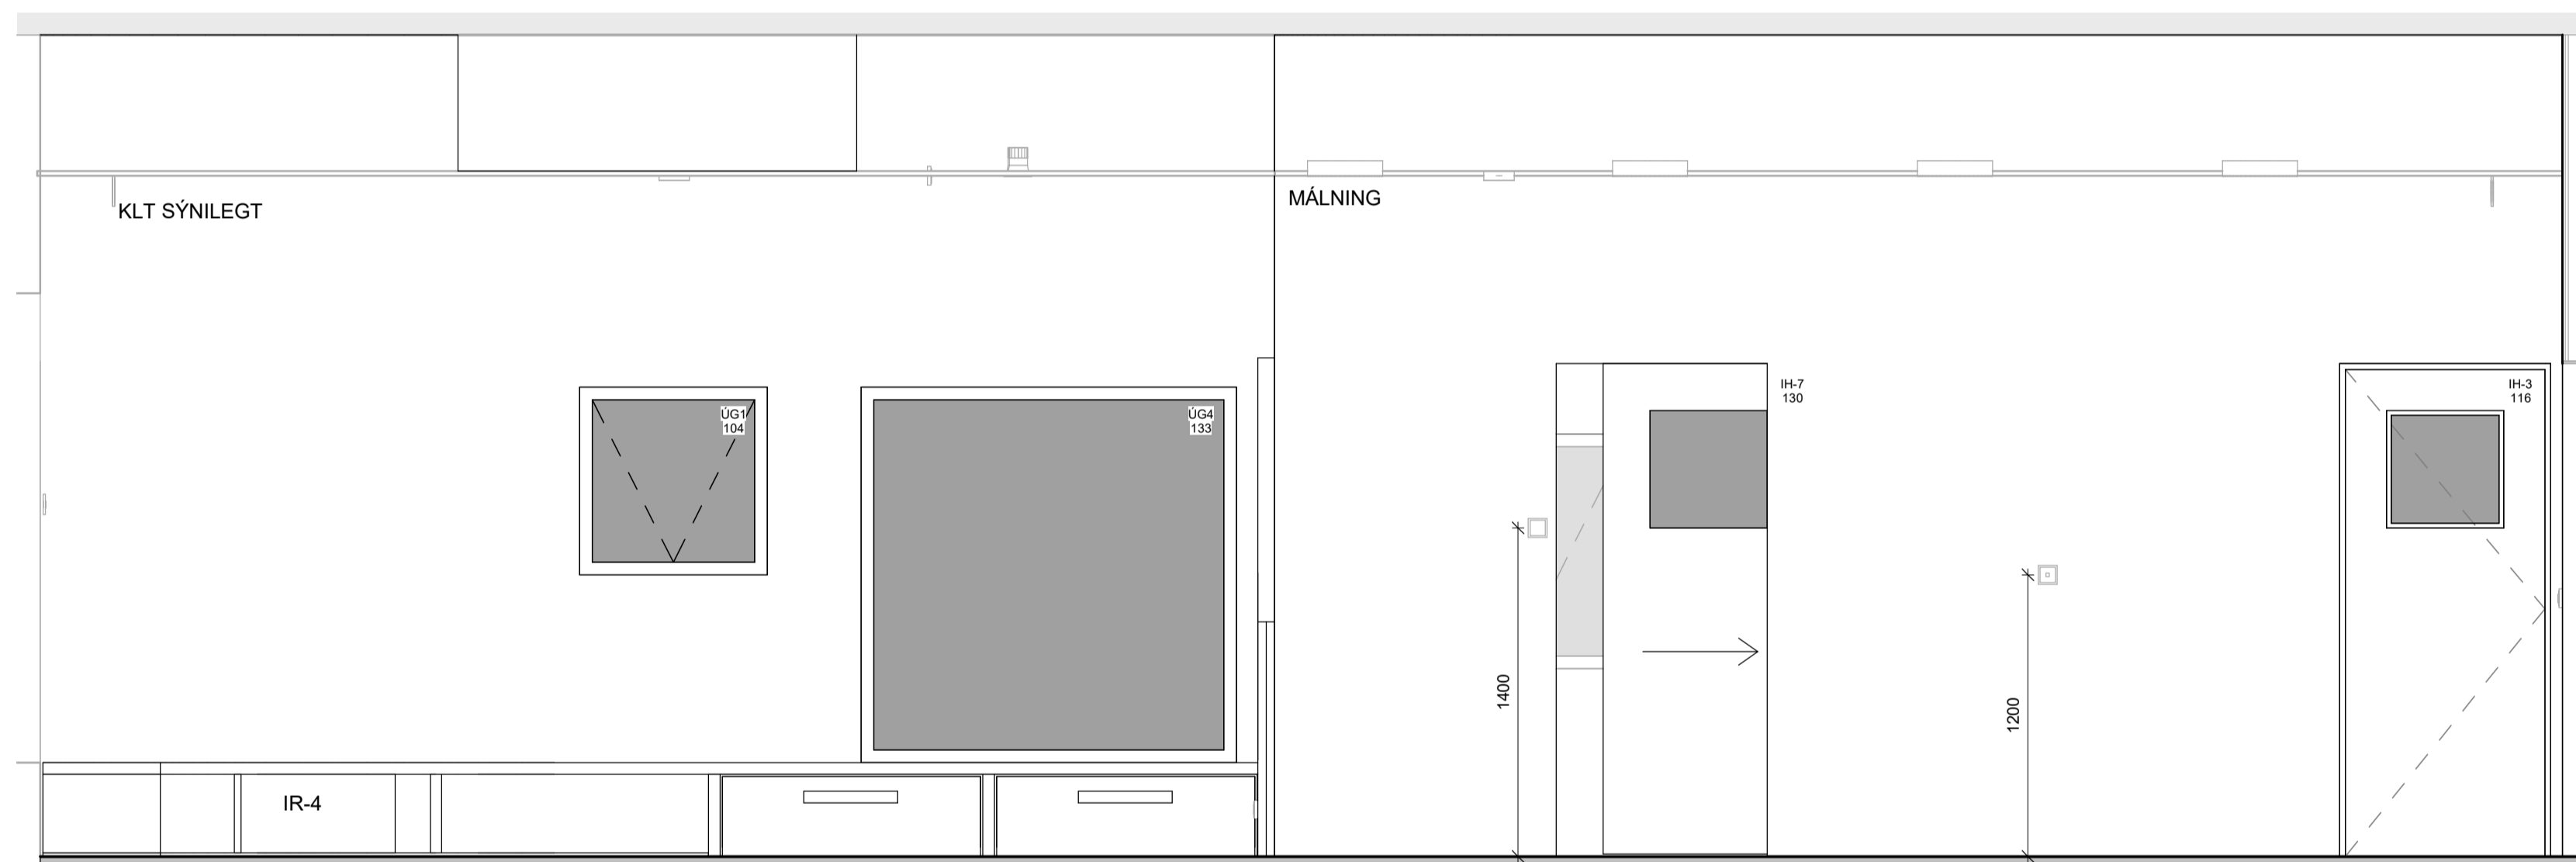 KLT SÝNILEGT
MÁLNING
ÚG1
104
ÚG4
133
IH-7
130
IH-3
116
1400
1200
IR-4